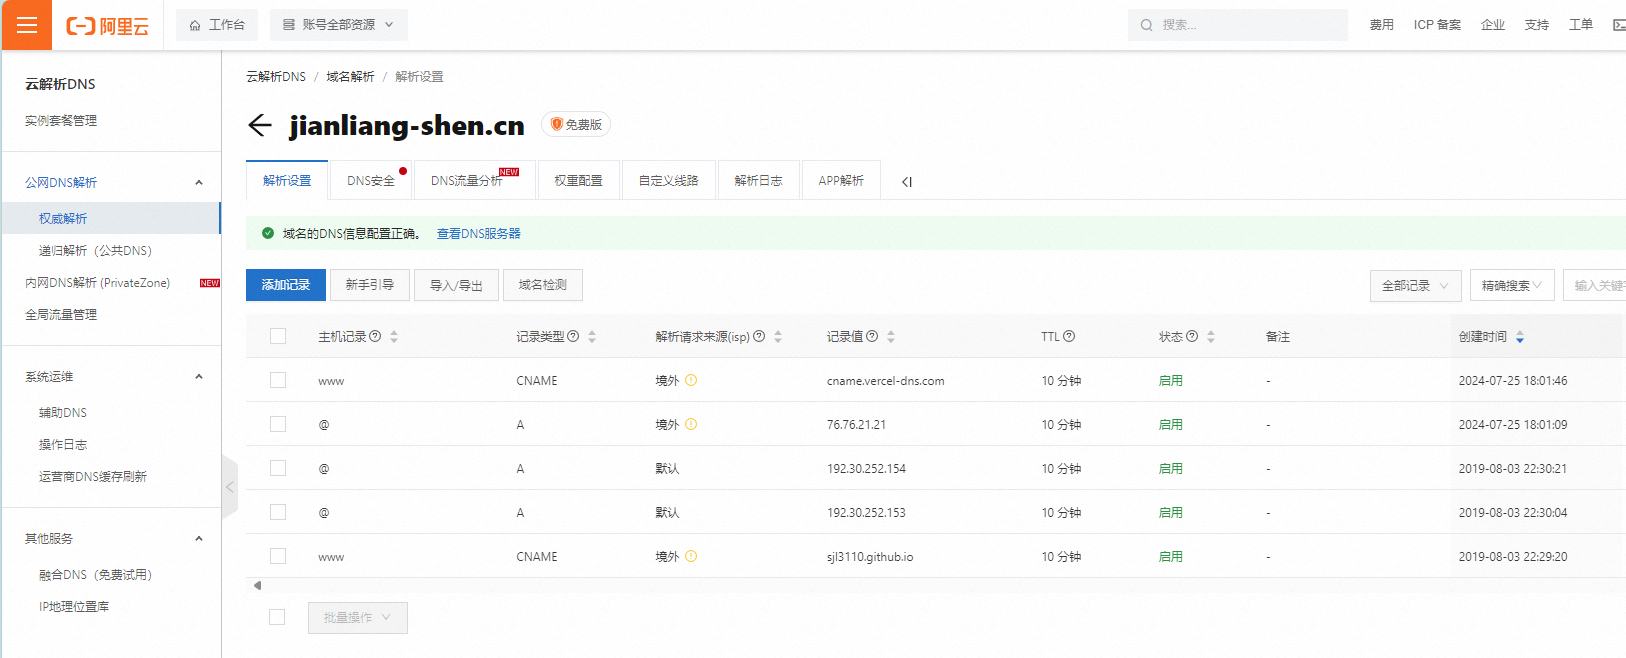 阿里云 工作台 账号全部资源 搜索... 费用 ICP 备案 企业 支持 工单
云解析DNS
实例套餐管理
公网DNS解析
权威解析
递归解析（公共DNS）
内网DNS解析 (PrivateZone) NEW
全局流量管理
系统运维
辅助DNS
操作日志
运营商DNS缓存刷新
其他服务
融合DNS（免费试用）
IP地理位置库
云解析DNS / 域名解析 / 解析设置
jianliang-shen.cn 免费版
解析设置 DNS安全 DNS流量分析 NEW 权重配置 自定义线路 解析日志 APP解析
域名的DNS信息配置正确。 查看DNS服务器
添加记录 新手引导 导入/导出 域名检测 全部记录 精确搜索 输入关键字
主机记录 记录类型 解析请求来源(isp) 记录值 TTL 状态 备注 创建时间
www CNAME 境外 cname.vercel-dns.com 10 分钟 启用 - 2024-07-25 18:01:46
@ A 境外 76.76.21.21 10 分钟 启用 - 2024-07-25 18:01:09
@ A 默认 192.30.252.154 10 分钟 启用 - 2019-08-03 22:30:21
@ A 默认 192.30.252.153 10 分钟 启用 - 2019-08-03 22:30:04
www CNAME 境外 sjl3110.github.io 10 分钟 启用 - 2019-08-03 22:29:20
批量操作